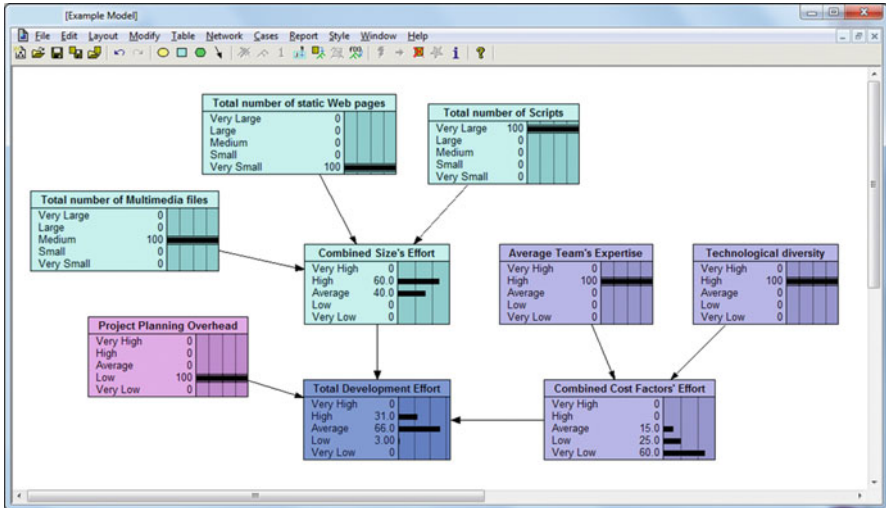 [Example Model]
File Edit Layout Modify Table Network Cases Report Style Window Help
Total number of static Web pages
Very Large 0
Large 0
Medium 0
Small 0
Very Small 100
Total number of Scripts
Very Large 100
Large 0
Medium 0
Small 0
Very Small 0
Total number of Multimedia files
Very Large 0
Large 0
Medium 100
Small 0
Very Small 0
Combined Size's Effort
Very High 0
High 60.0
Average 40.0
Low 0
Very Low 0
Average Team's Expertise
Very High 0
High 100
Average 0
Low 0
Very Low 0
Technological diversity
Very High 0
High 100
Average 0
Low 0
Very Low 0
Project Planning Overhead
Very High 0
High 0
Average 0
Low 100
Very Low 0
Total Development Effort
Very High 0
High 31.0
Average 66.0
Low 3.00
Very Low 0
Combined Cost Factors' Effort
Very High 0
High 0
Average 15.0
Low 25.0
Very Low 60.0